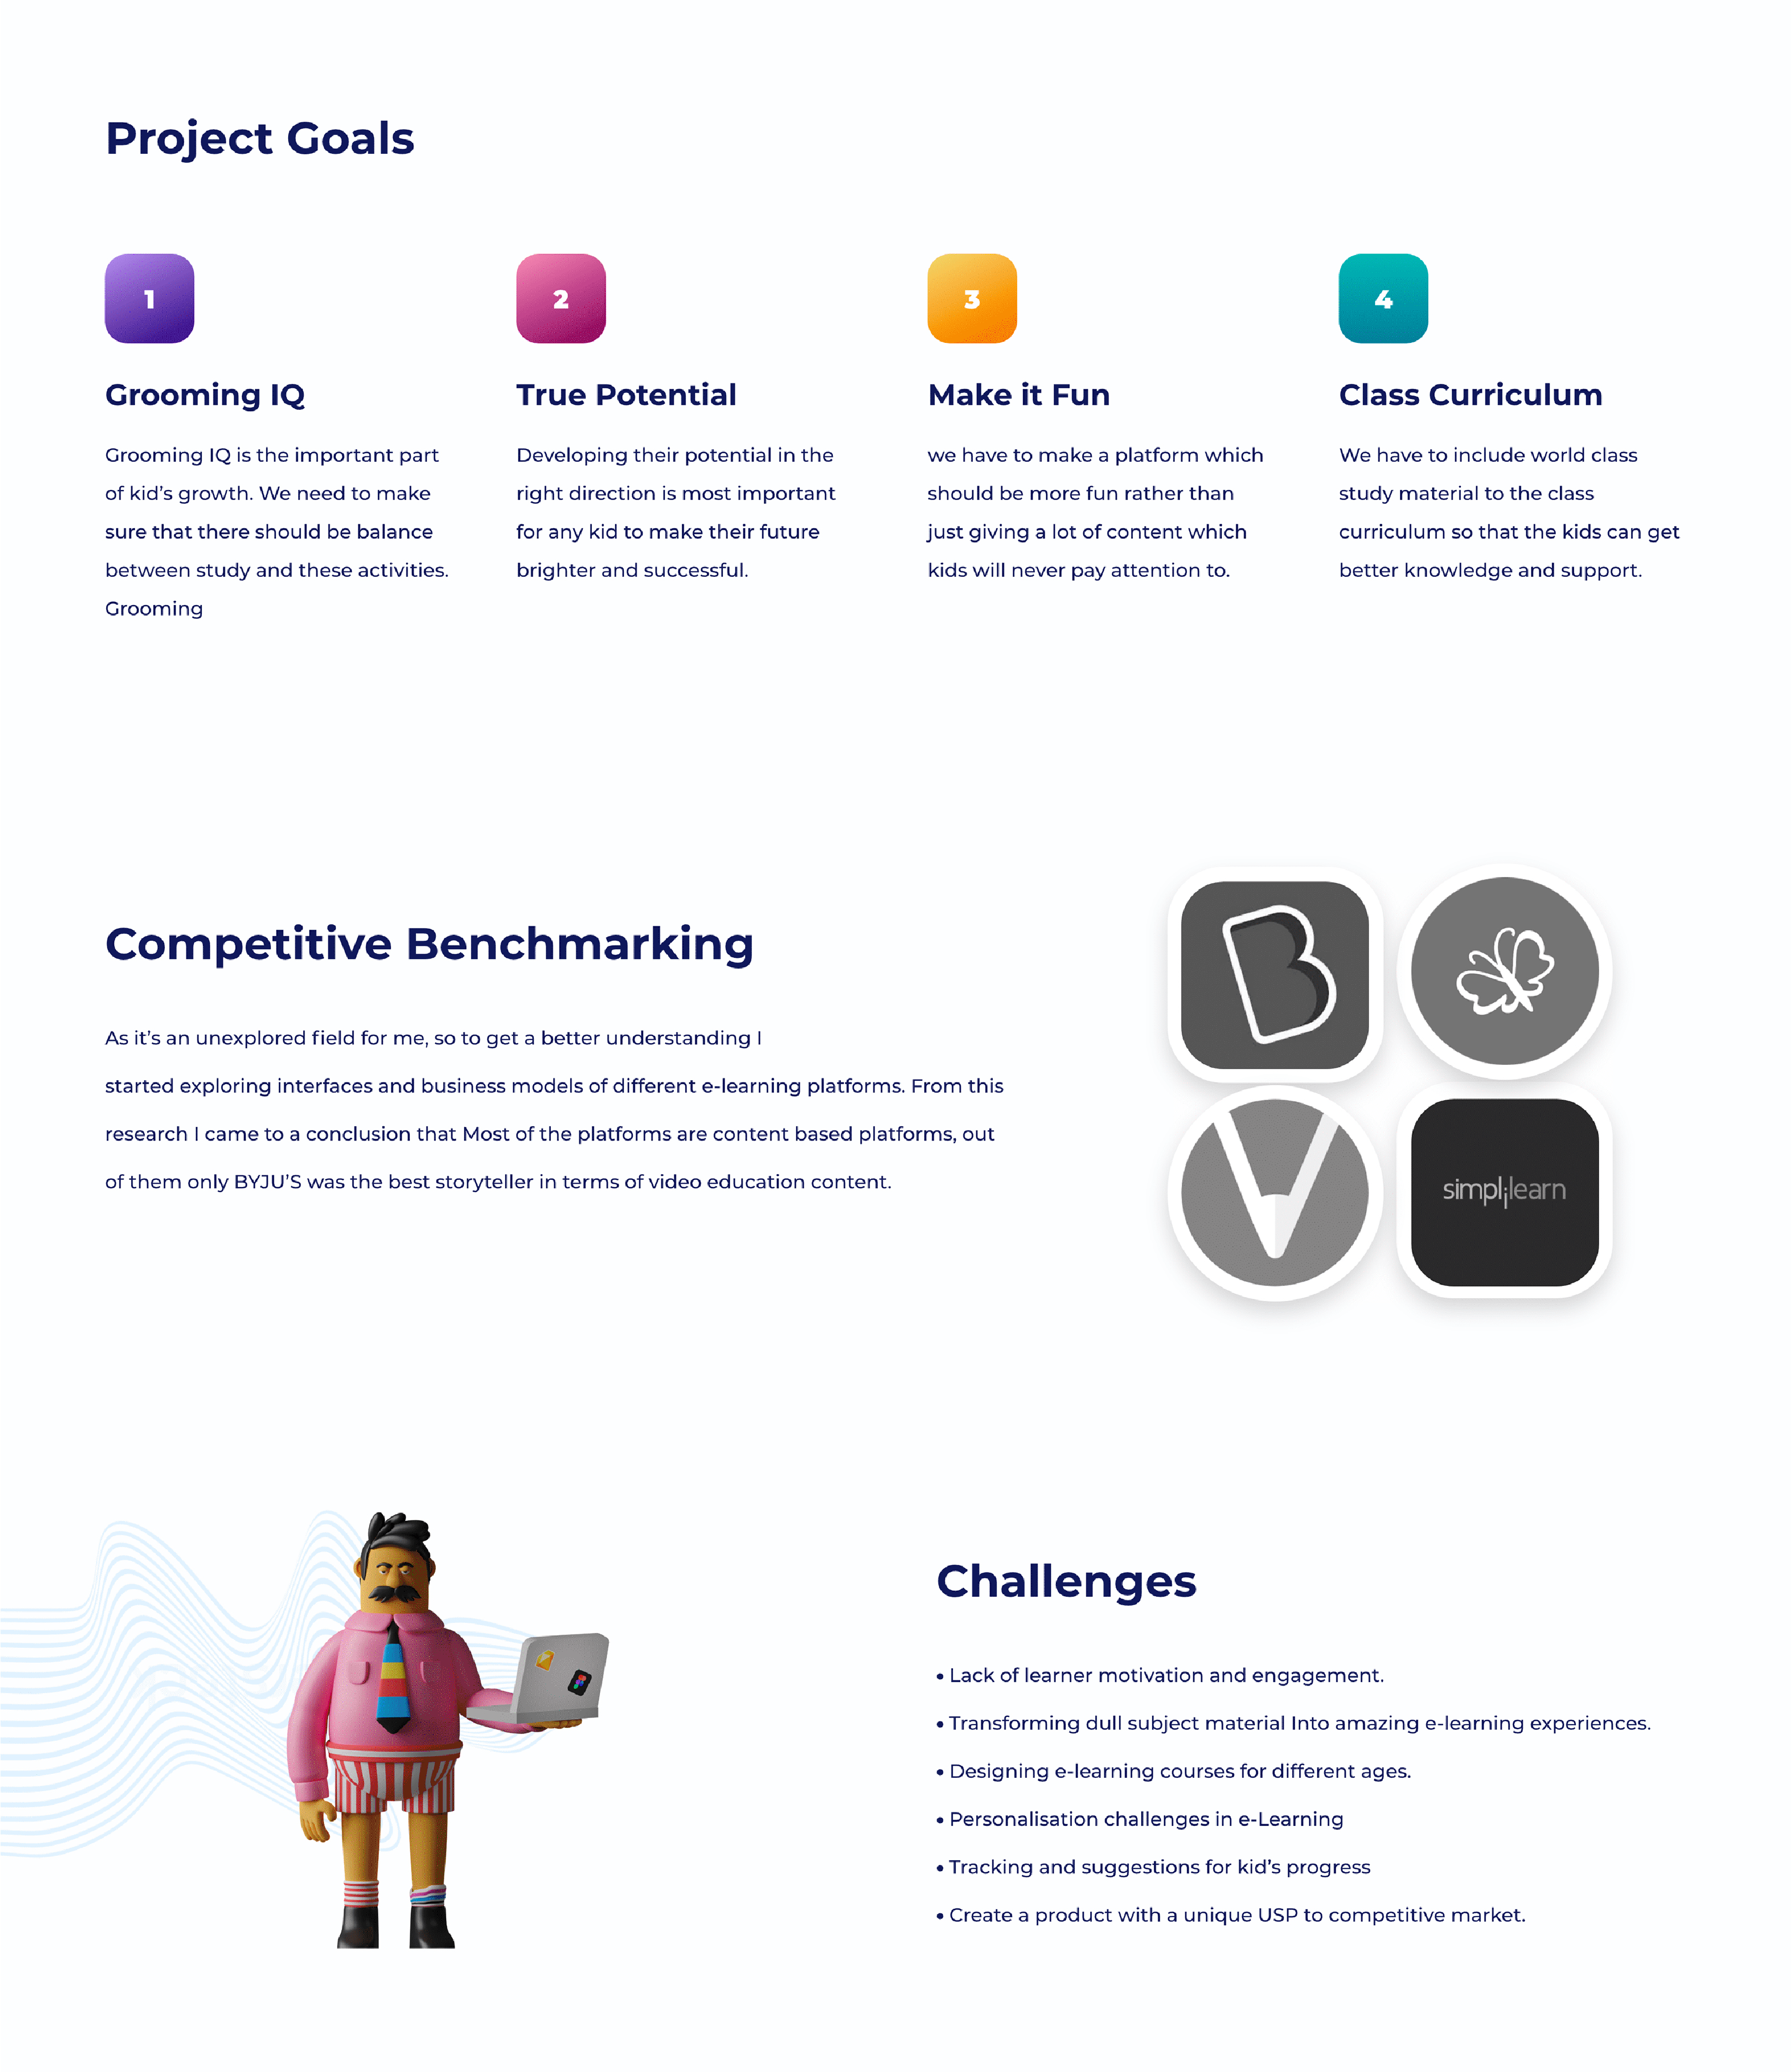 Project Goals
1
2
3
4
Grooming IQ
Grooming IQ is the important part
of kid's growth. We need to make
sure that there should be balance
between study and these activities.
Grooming
True Potential
Developing their potential in the
right direction is most important
for any kid to make their future
brighter and successful.
Make it Fun
we have to make a platform which
should be more fun rather than
just giving a lot of content which
kids will never pay attention to.
Class Curriculum
We have to include world class
study material to the class
curriculum so that the kids can get
better knowledge and support.
Competitive Benchmarking
As it's an unexplored field for me, so to get a better understanding I
started exploring interfaces and business models of different e-learning platforms. From this
research I came to a conclusion that Most of the platforms are content based platforms, out
of them only BYJU'S was the best storyteller in terms of video education content.
B
simplilearn
Challenges
• Lack of learner motivation and engagement.
• Transforming dull subject material Into amazing e-learning experiences.
• Designing e-learning courses for different ages.
• Personalisation challenges in e-Learning
• Tracking and suggestions for kid's progress
• Create a product with a unique USP to competitive market.